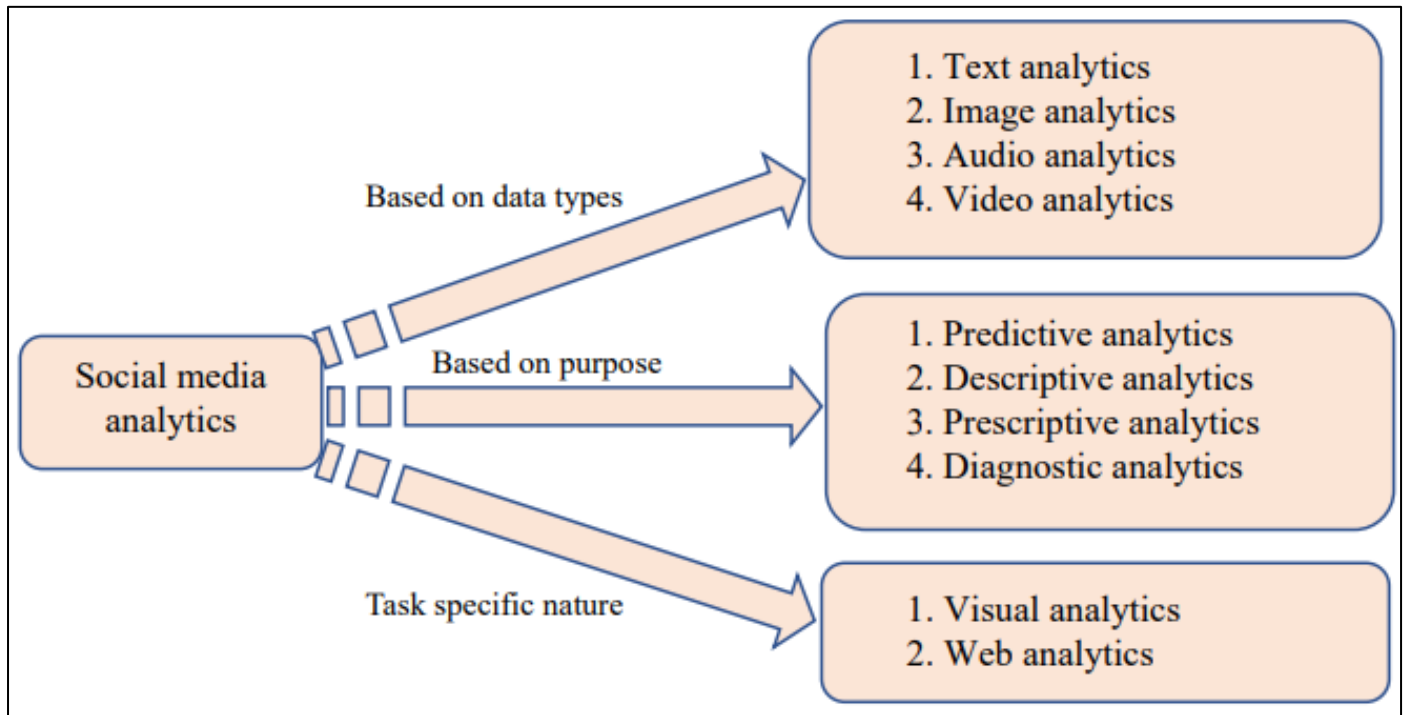 Social media
analytics
Based on data types
1. Text analytics
2. Image analytics
3. Audio analytics
4. Video analytics
Based on purpose
1. Predictive analytics
2. Descriptive analytics
3. Prescriptive analytics
4. Diagnostic analytics
Task specific nature
1. Visual analytics
2. Web analytics